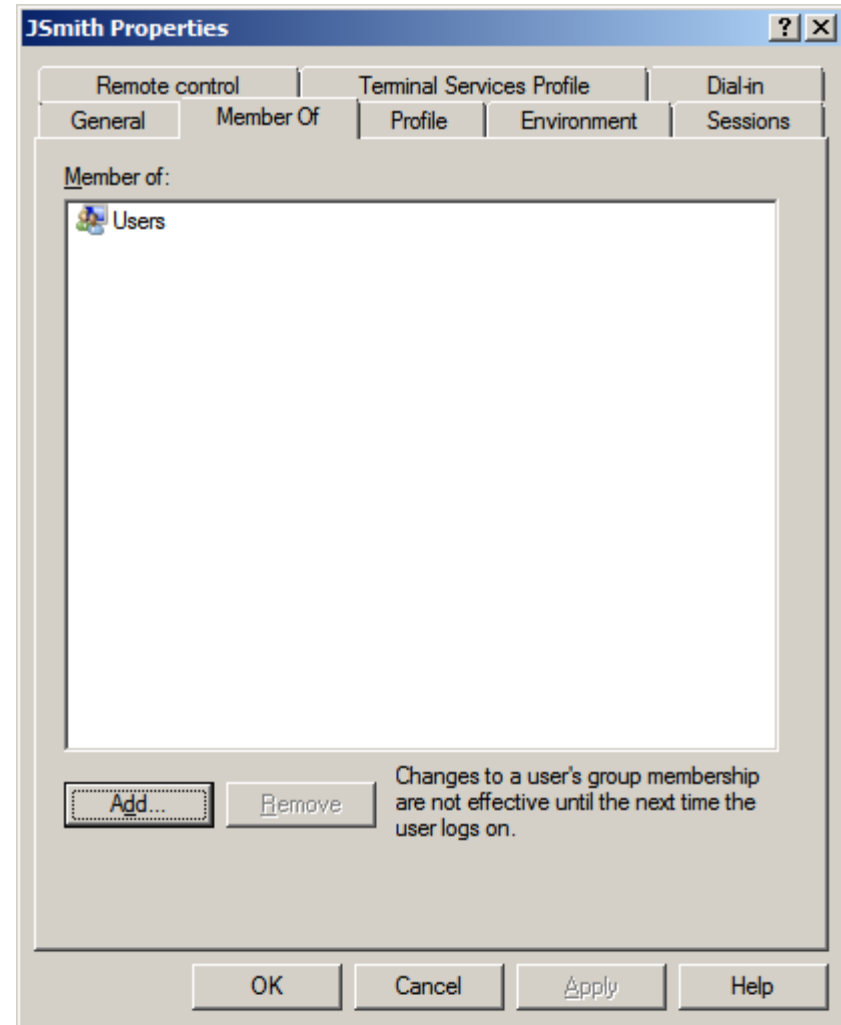 JSmith Properties
Remote control
Terminal Services Profile
Dial-in
General
Member Of
Profile
Environment
Sessions
Member of:
Users
Add...
Remove
Changes to a user's group membership
are not effective until the next time the
user logs on.
OK
Cancel
Apply
Help